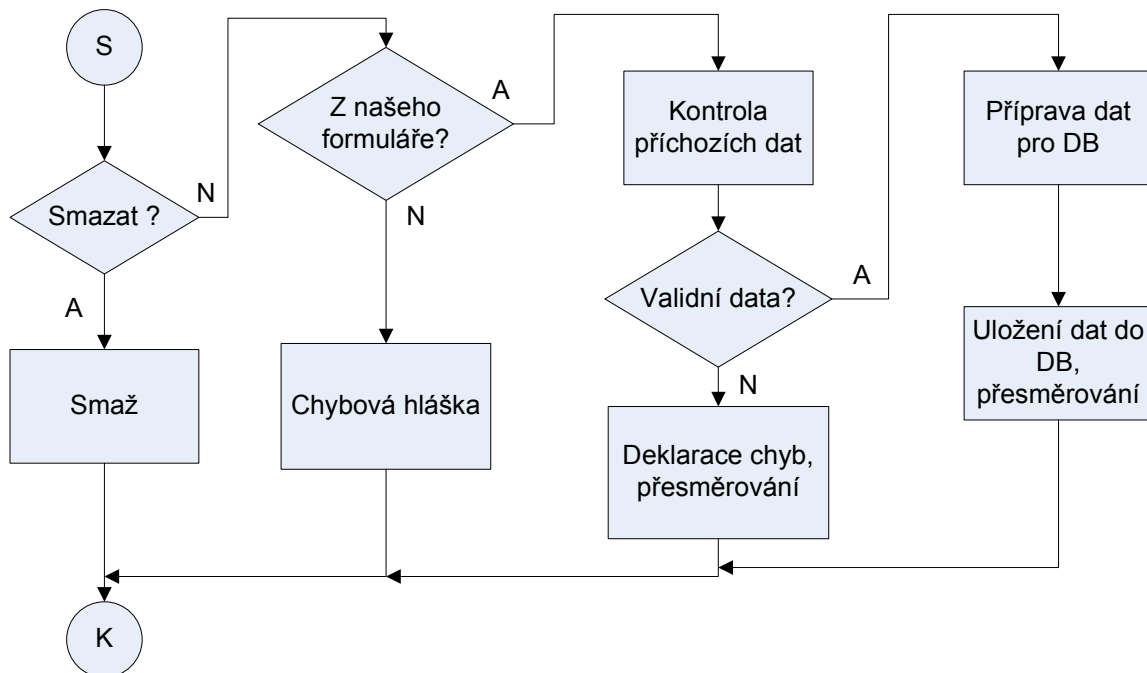 S
Smazat ?
N
A
Smaž
K
Z našeho
formuláře?
A
N
Chybová hláška
Kontrola
příchozích dat
Validní data?
A
N
Deklarace chyb,
přesměrování
Příprava dat
pro DB
Uložení dat do
DB,
přesměrování